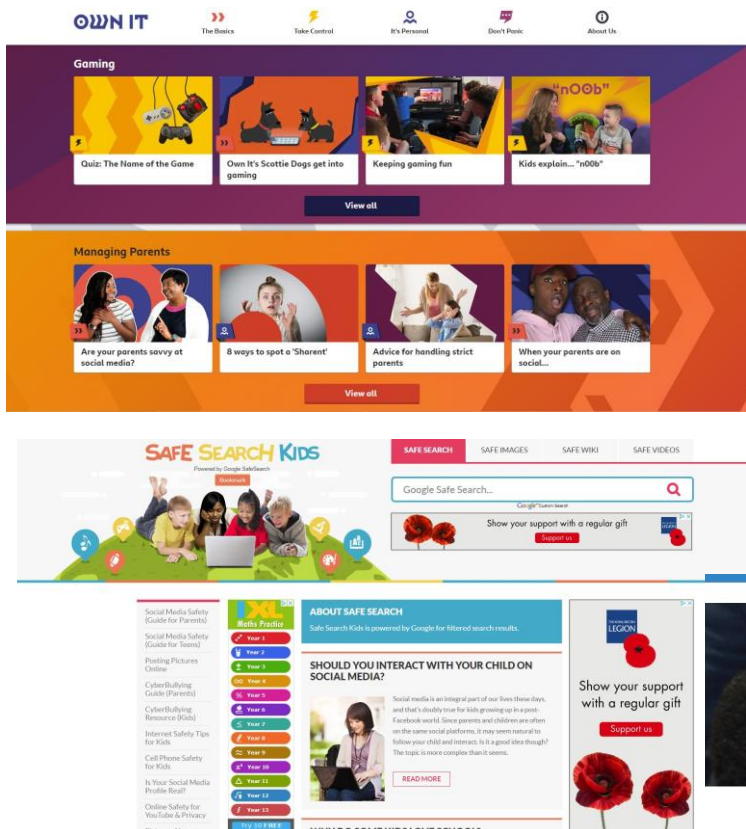 OWN IT
The Basics
Take Control
It's Personal
Don't Panic
About Us
Gaming
"nOOb"
Quiz: The Name of the Game
Own It's Scottie Dogs get into
gaming
Keeping gaming fun
Kids explain... "n00b"
View all
Managing Parents
Are your parents savvy at
social media?
8 ways to spot a 'Sharent'
Advice for handling strict
parents
When your parents are on
social...
View all
SAFE SEARCH KIDS
Powered by Google SafeSearch
Bookmark
SAFE SEARCH
SAFE IMAGES
SAFE WIKI
SAFE VIDEOS
Google Safe Search...
Google Custom Search
Show your support with a regular gift
Support us
LEGION
Social Media Safety
(Guide for Parents)
Social Media Safety
(Guide for Teens)
Posting Pictures
Online
CyberBullying
Guide (Parents)
CyberBullying
Resource (Kids)
Internet Safety Tips
for Kids
Cell Phone Safety
for Kids
Is Your Social Media
Profile Real?
Online Safety for
YouTube & Privacy
IXL
Maths Practice
Year 1
Year 2
Year 3
Year 4
Year 5
Year 6
Year 7
Year 8
Year 9
Year 10
Year 11
Year 12
Year 13
Try 10 FREE
ABOUT SAFE SEARCH
Safe Search Kids is powered by Google for filtered search results.
SHOULD YOU INTERACT WITH YOUR CHILD ON
SOCIAL MEDIA?
Social media is an integral part of our lives these days,
and that's doubly true for kids growing up in a post-
Facebook world. Since parents and children are often
on the same social platforms, it may seem natural to
follow your child and interact. Is it a good idea though?
The topic is more complex than it seems.
READ MORE
LEGION
Show your support
with a regular gift
Support us